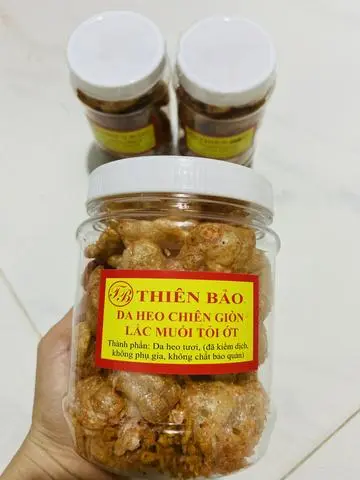 TB THIÊN BẢO
DA HEO CHIÊN GIÒN
LẮC MUỐI TỎI ỚT
Thành phần: Da heo tươi, (đã kiểm dịch,
không phụ gia, không chất bảo quản)